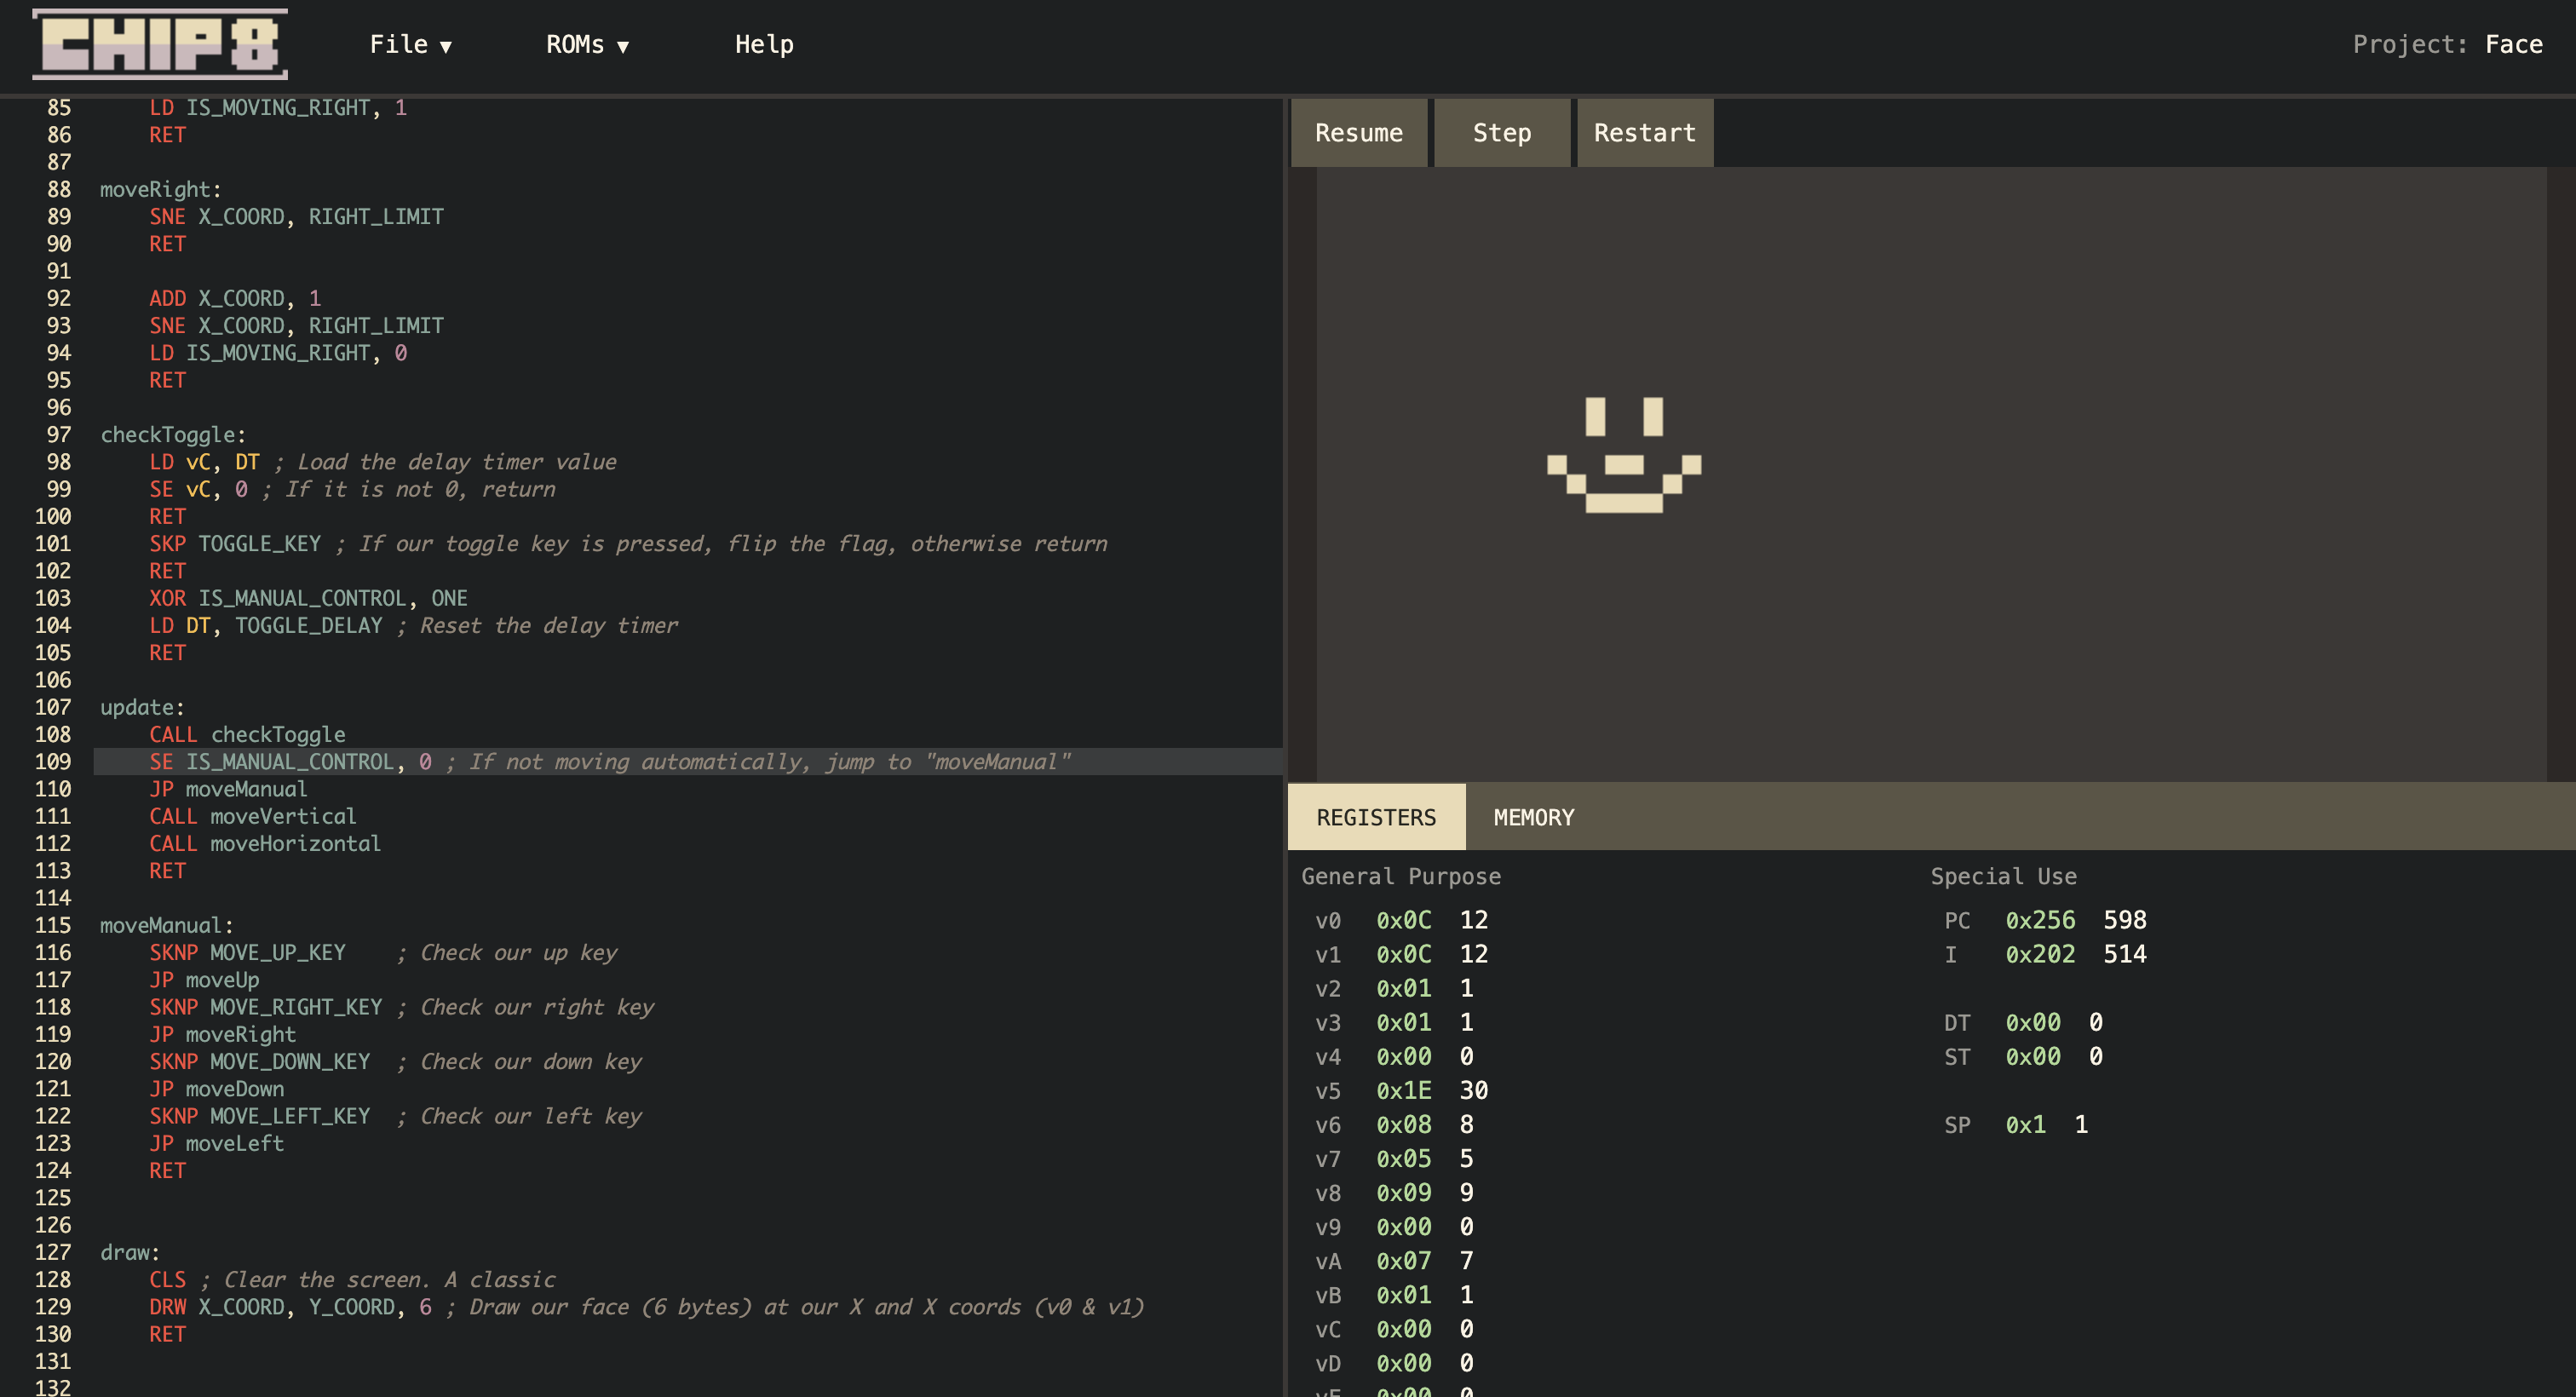 CHIP8 File ▼ ROMs ▼ Help Project: Face
85 LD IS_MOVING_RIGHT, 1
86 RET
87
88 moveRight:
89 SNE X_COORD, RIGHT_LIMIT
90 RET
91
92 ADD X_COORD, 1
93 SNE X_COORD, RIGHT_LIMIT
94 LD IS_MOVING_RIGHT, 0
95 RET
96
97 checkToggle:
98 LD vC, DT ; Load the delay timer value
99 SE vC, 0 ; If it is not 0, return
100 RET
101 SKP TOGGLE_KEY ; If our toggle key is pressed, flip the flag, otherwise return
102 RET
103 XOR IS_MANUAL_CONTROL, ONE
104 LD DT, TOGGLE_DELAY ; Reset the delay timer
105 RET
106
107 update:
108 CALL checkToggle
109 SE IS_MANUAL_CONTROL, 0 ; If not moving automatically, jump to "moveManual"
110 JP moveManual
111 CALL moveVertical
112 CALL moveHorizontal
113 RET
114
115 moveManual:
116 SKNP MOVE_UP_KEY ; Check our up key
117 JP moveUp
118 SKNP MOVE_RIGHT_KEY ; Check our right key
119 JP moveRight
120 SKNP MOVE_DOWN_KEY ; Check our down key
121 JP moveDown
122 SKNP MOVE_LEFT_KEY ; Check our left key
123 JP moveLeft
124 RET
125
126
127 draw:
128 CLS ; Clear the screen. A classic
129 DRW X_COORD, Y_COORD, 6 ; Draw our face (6 bytes) at our X and X coords (v0 & v1)
130 RET
131
132
Resume Step Restart
REGISTERS MEMORY
General Purpose
v0 0x0C 12
v1 0x0C 12
v2 0x01 1
v3 0x01 1
v4 0x00 0
v5 0x1E 30
v6 0x08 8
v7 0x05 5
v8 0x09 9
v9 0x00 0
vA 0x07 7
vB 0x01 1
vC 0x00 0
vD 0x00 0
vE 0x00 0
Special Use
PC 0x256 598
I 0x202 514
DT 0x00 0
ST 0x00 0
SP 0x1 1